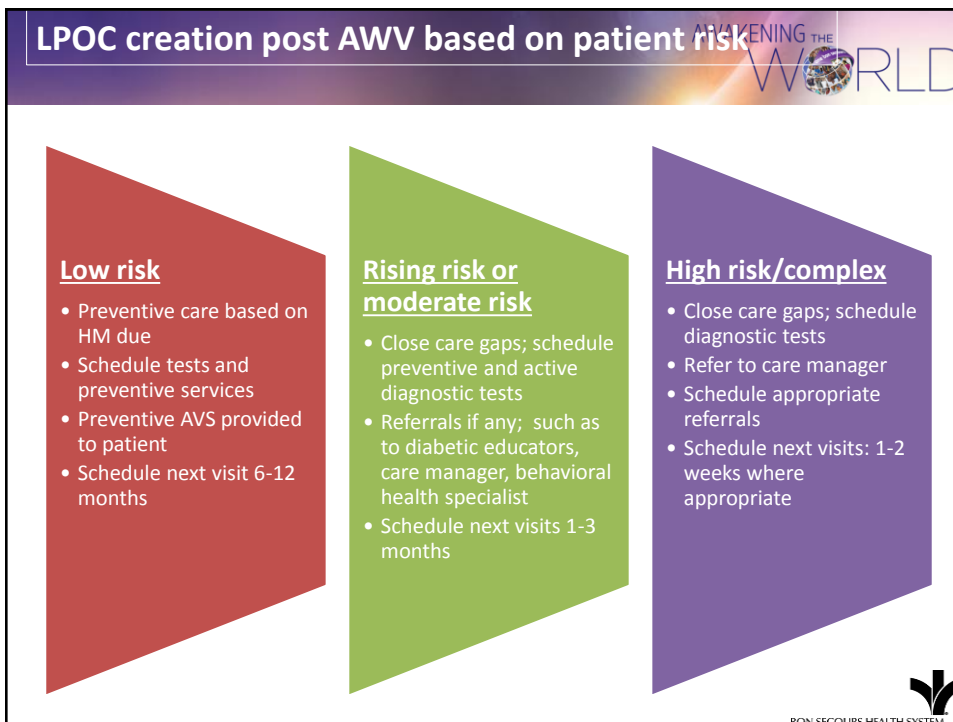 LPOC creation post AWV based on patient risk
AWAKENING THE
WORLD
Low risk
• Preventive care based on
HM due
• Schedule tests and
preventive services
• Preventive AVS provided
to patient
• Schedule next visit 6-12
months
Rising risk or
moderate risk
• Close care gaps; schedule
preventive and active
diagnostic tests
• Referrals if any;  such as
to diabetic educators,
care manager, behavioral
health specialist
• Schedule next visits 1-3
months
High risk/complex
• Close care gaps; schedule
diagnostic tests
• Refer to care manager
• Schedule appropriate
referrals
• Schedule next visits: 1-2
weeks where
appropriate
BON SECOURS HEALTH SYSTEM